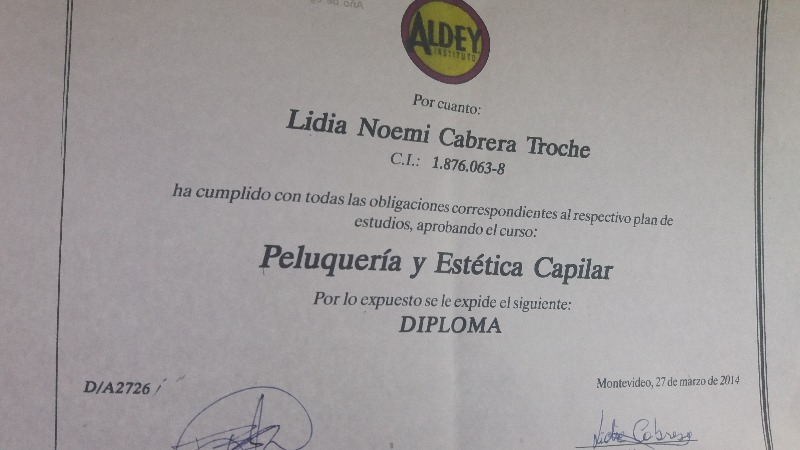 ALDEY
INSTITUTO
Por cuanto:
Lidia Noemi Cabrera Troche
C.I.: 1.876.063-8
ha cumplido con todas las obligaciones correspondientes al respectivo plan de
estudios, aprobando el curso:
Peluquería y Estética Capilar
Por lo expuesto se le expide el siguiente:
DIPLOMA
D/A2726 /
Montevideo, 27 de marzo de 2014
Lidia Cabrera